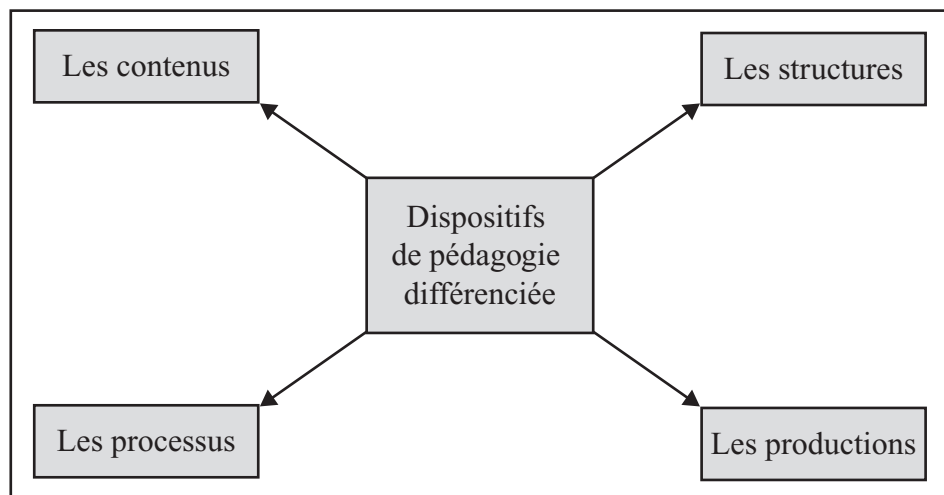 Les contenus
Les structures
Dispositifs
de pédagogie
différenciée
Les processus
Les productions